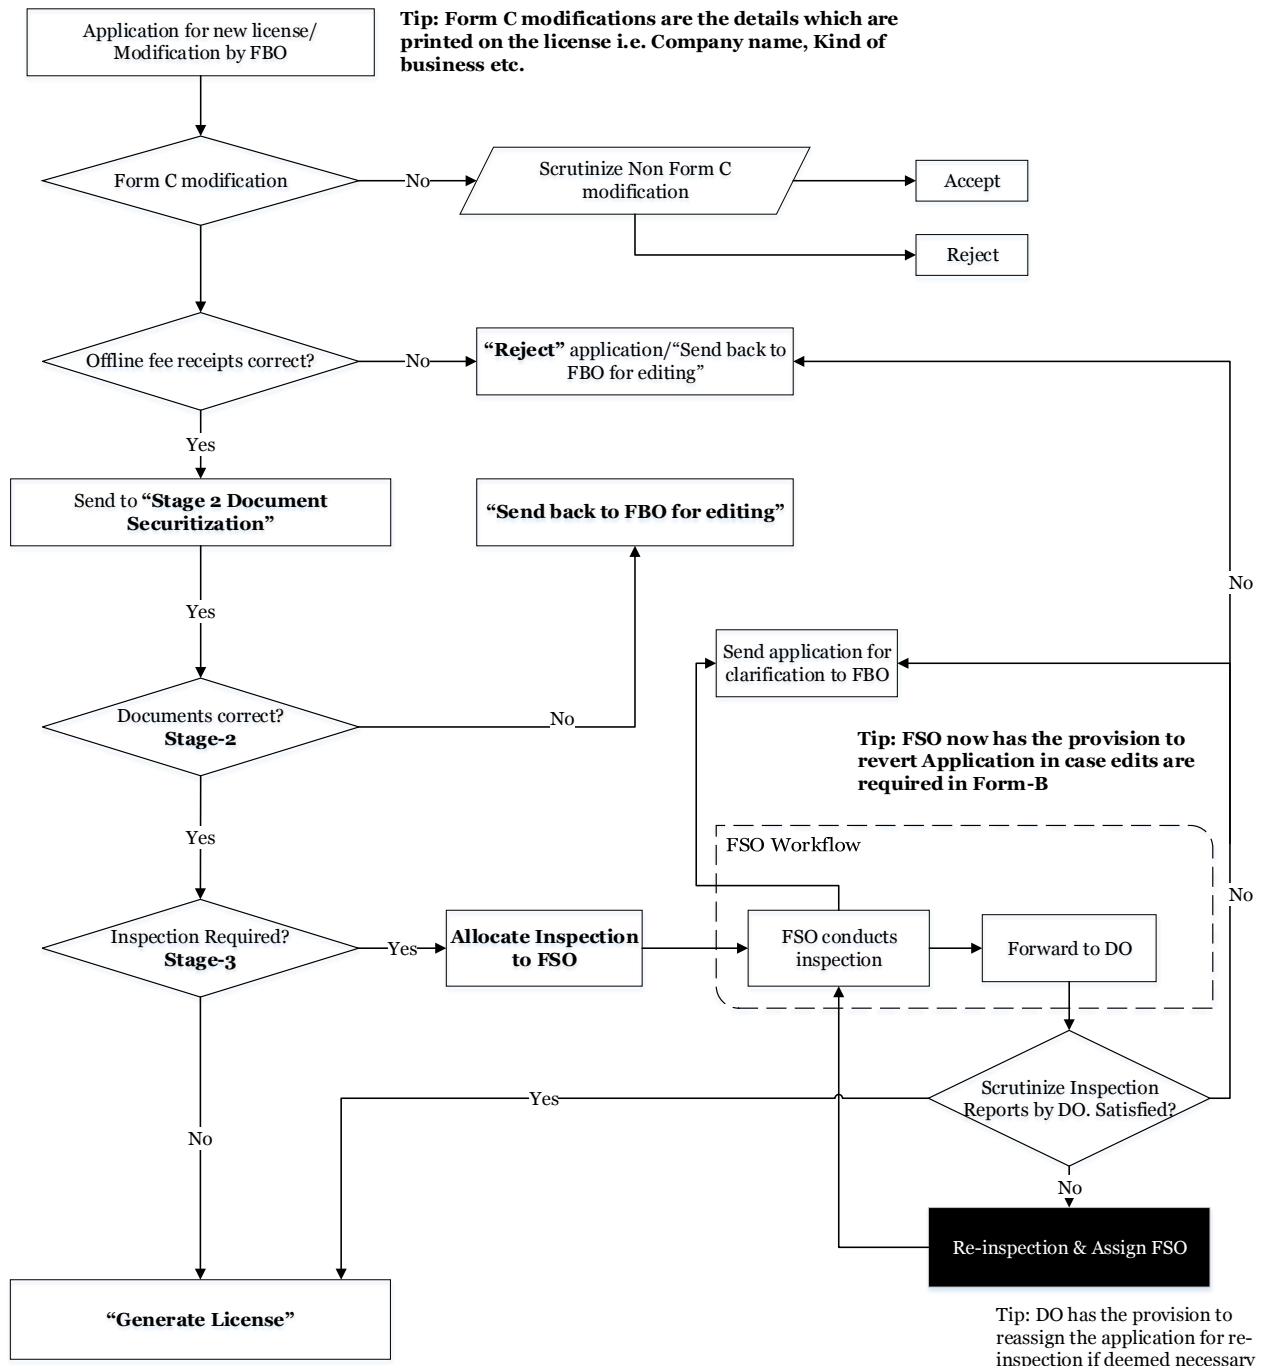 Application for new license/
Modification by FBO
Tip: Form C modifications are the details which are
printed on the license i.e. Company name, Kind of
business etc.
Form C modification
No
Scrutinize Non Form C
modification
Accept
Reject
Offline fee receipts correct?
No
“Reject” application/“Send back to
FBO for editing”
Yes
Send to “Stage 2 Document
Securitization”
“Send back to FBO for editing”
No
Yes
Send application for
clarification to FBO
Documents correct?
Stage-2
No
Tip: FSO now has the provision to
revert Application in case edits are
required in Form-B
Yes
FSO Workflow
No
Inspection Required?
Stage-3
Yes
Allocate Inspection
to FSO
FSO conducts
inspection
Forward to DO
Scrutinize Inspection
Reports by DO. Satisfied?
Yes
No
No
Re-inspection & Assign FSO
“Generate License”
Tip: DO has the provision to
reassign the application for re-
inspection if deemed necessary